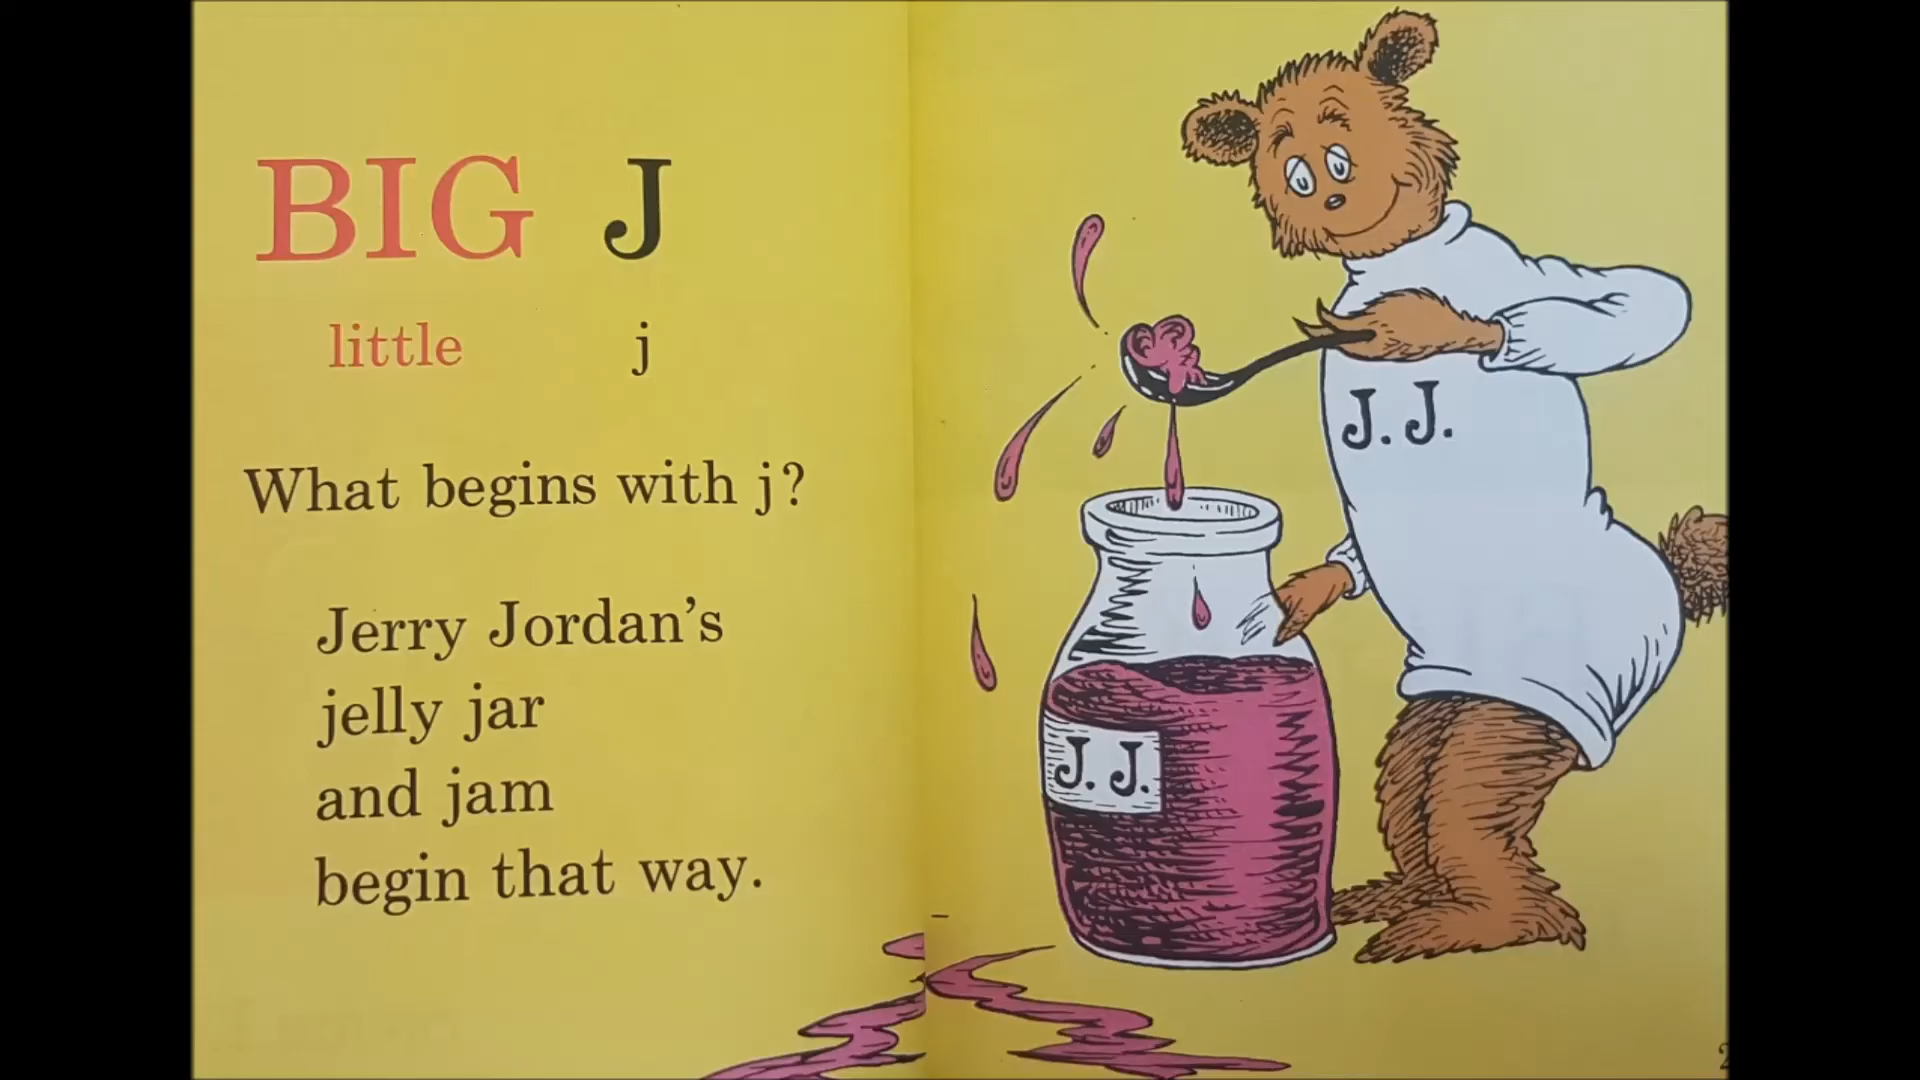 BIG J
little j
What begins with j?
Jerry Jordan's
jelly jar
and jam
begin that way.
J. J.
J. J.